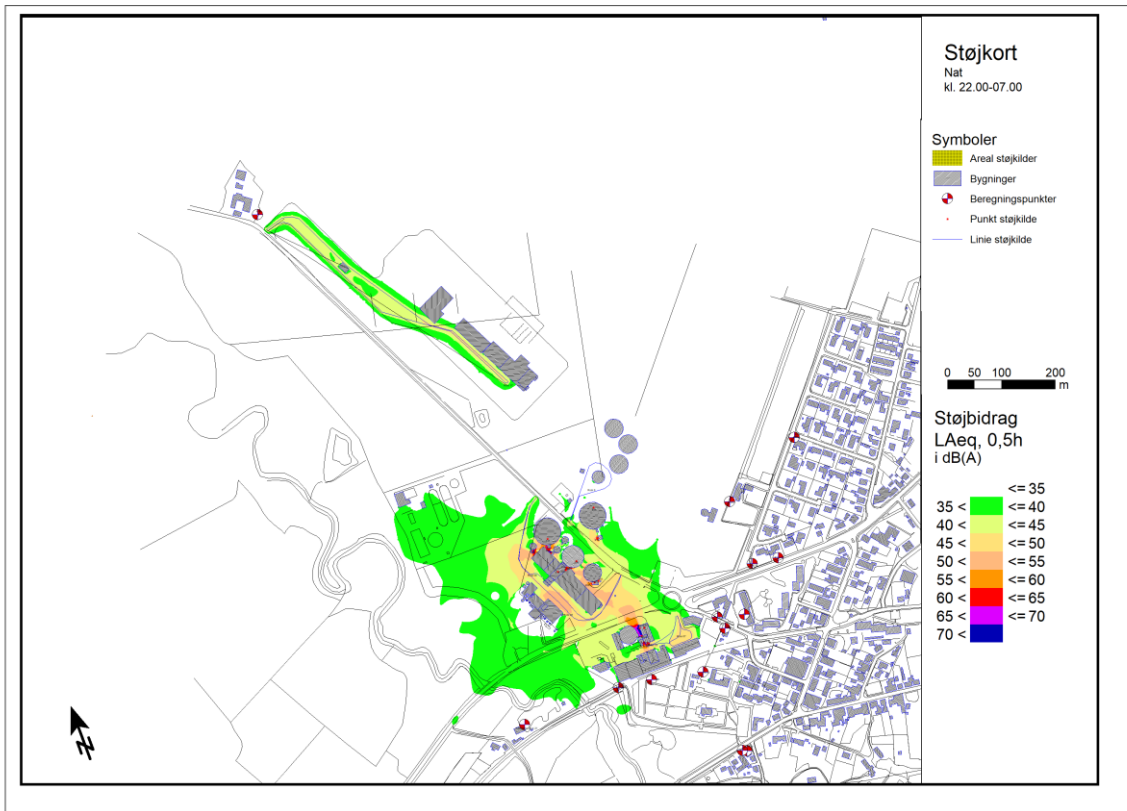 Støjkort
Nat
kl. 22.00-07.00
Symboler
Areal støjkilder
Bygninger
Beregningspunkter
Punkt støjkilde
Linie støjkilde
0 50 100 200
m
Støjbidrag
LAeq, 0,5h
i dB(A)
<= 35
35 < <= 40
40 < <= 45
45 < <= 50
50 < <= 55
55 < <= 60
60 < <= 65
65 < <= 70
70 <
N